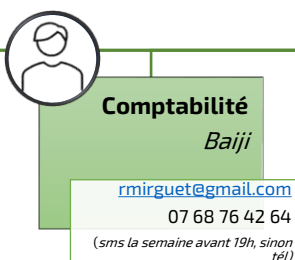 Comptabilité
Baiji
rmirguet@gmail.com
07 68 76 42 64
(sms la semaine avant 19h, sinon
tél)